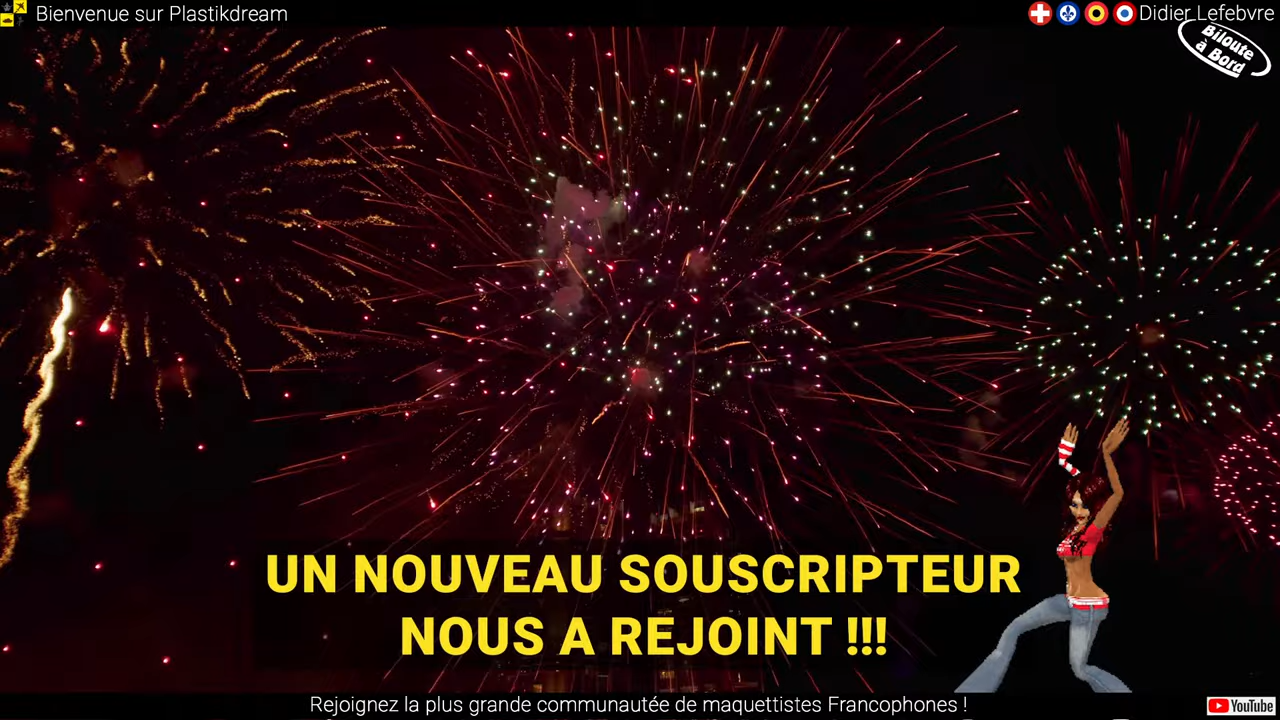 Bienvenue sur Plastikdream
Didier Lefebvre
Biloute
à Bord
UN NOUVEAU SOUSCRIPTEUR
NOUS A REJOINT !!!
Rejoignez la plus grande communautée de maquettistes Francophones !
YouTube